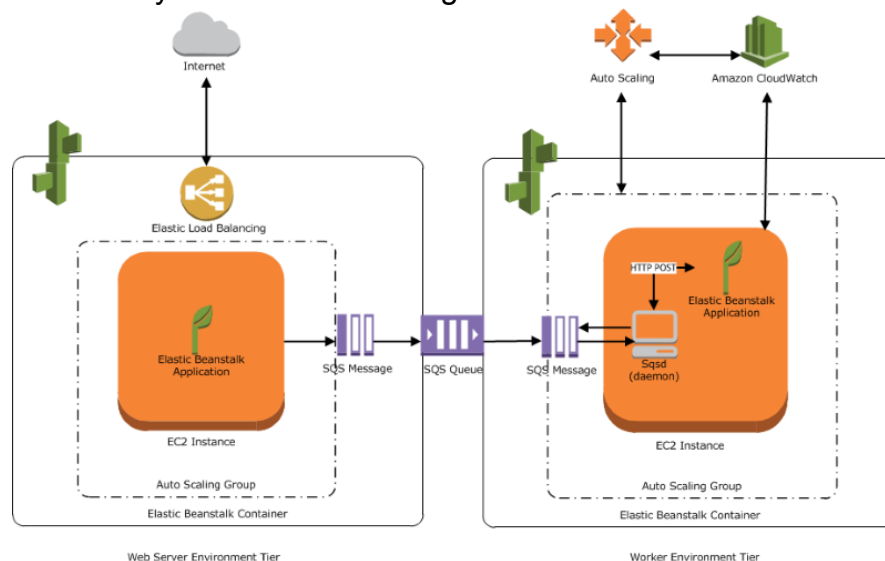 Internet
Auto Scaling
Amazon CloudWatch
Elastic Load Balancing
Elastic Beanstalk
Application
SQS Message
SQS Queue
EC2 Instance
Auto Scaling Group
Elastic Beanstalk Container
Web Server Environment Tier
HTTP POST
Elastic Beanstalk
Application
SQS Message
Sqsd
(daemon)
EC2 Instance
Auto Scaling Group
Elastic Beanstalk Container
Worker Environment Tier